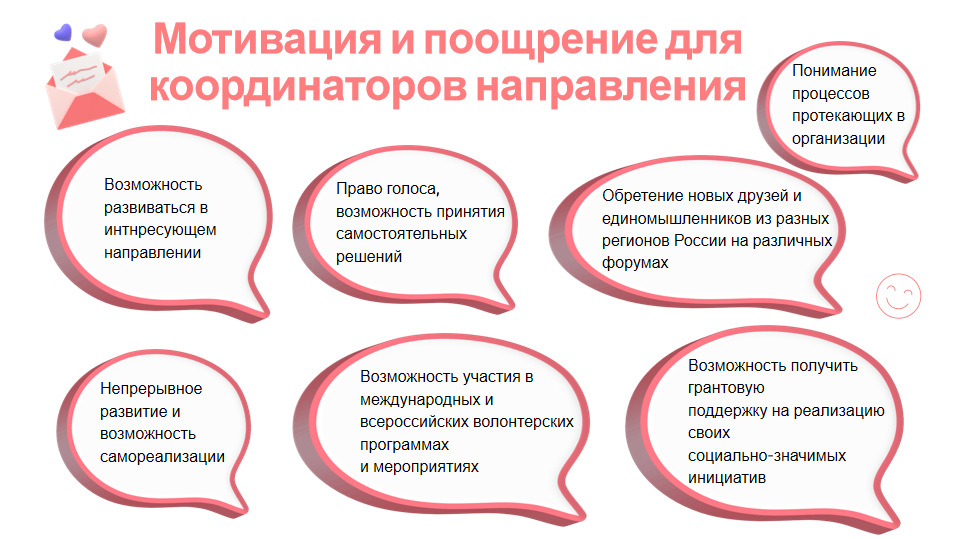 Мотивация и поощрение для
координаторов направления
Понимание
процессов
протекающих в
организации
Возможность
развиваться в
интнресующем
направлении
Право голоса,
возможность принятия
самостоятельных
решений
Обретение новых друзей и
единомышленников из разных
регионов России на различных
форумах
Непрерывное
развитие и
возможность
самореализации
Возможность участия в
международных и
всероссийских волонтерских
программах
и мероприятиях
Возможность получить
грантовую
поддержку на реализацию
своих
социально-значимых
инициатив